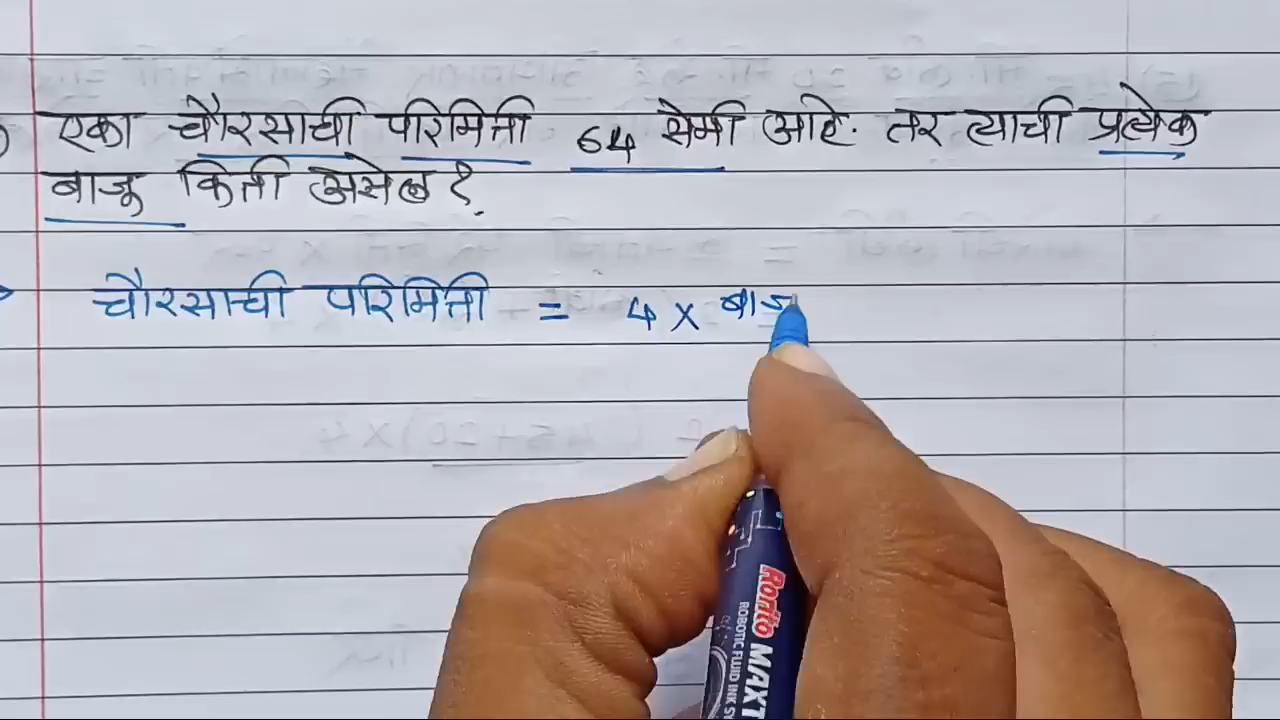 एका चौरसाची परिमिती 64 सेमी आहे. तर त्याची प्रत्येक
बाजू किती असेल?
चौरसाची परिमिती = 4 × बाज
Rorito MAXT
ROBOTIC FLUID INK SY